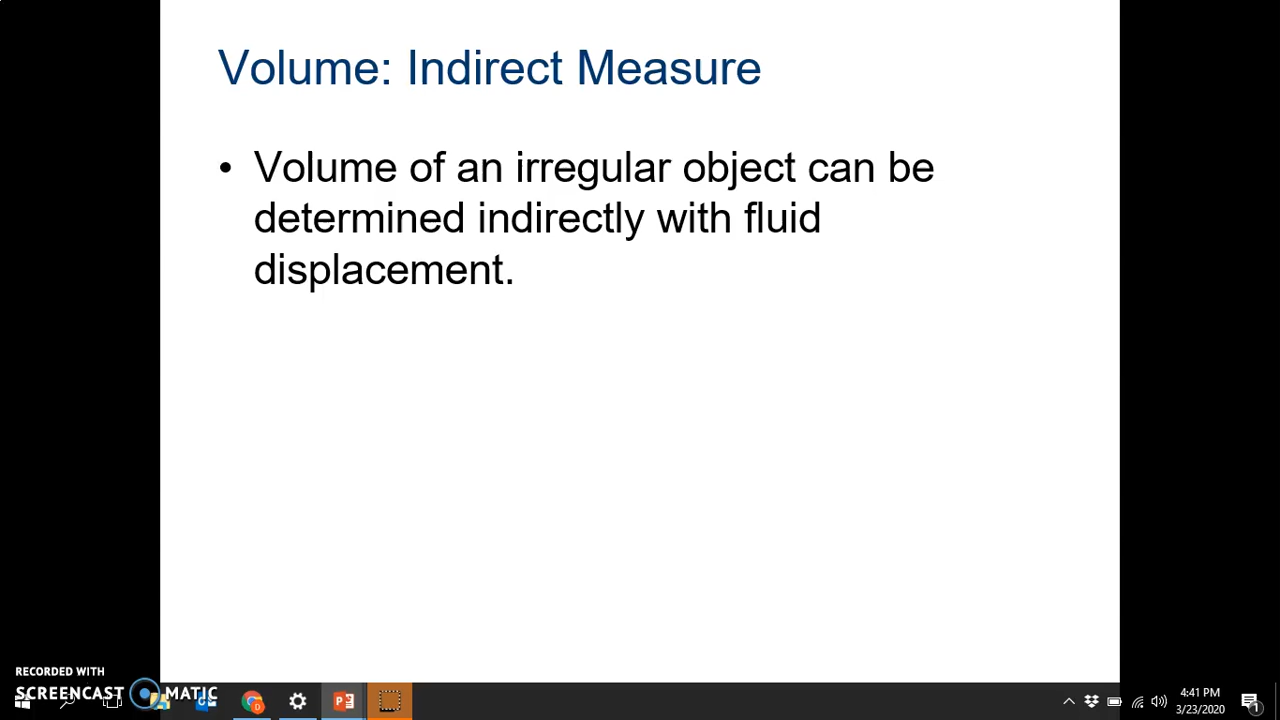 Volume: Indirect Measure
• Volume of an irregular object can be
determined indirectly with fluid
displacement.
RECORDED WITH
SCREENCAST MATIC
4:41 PM
3/23/2020
1